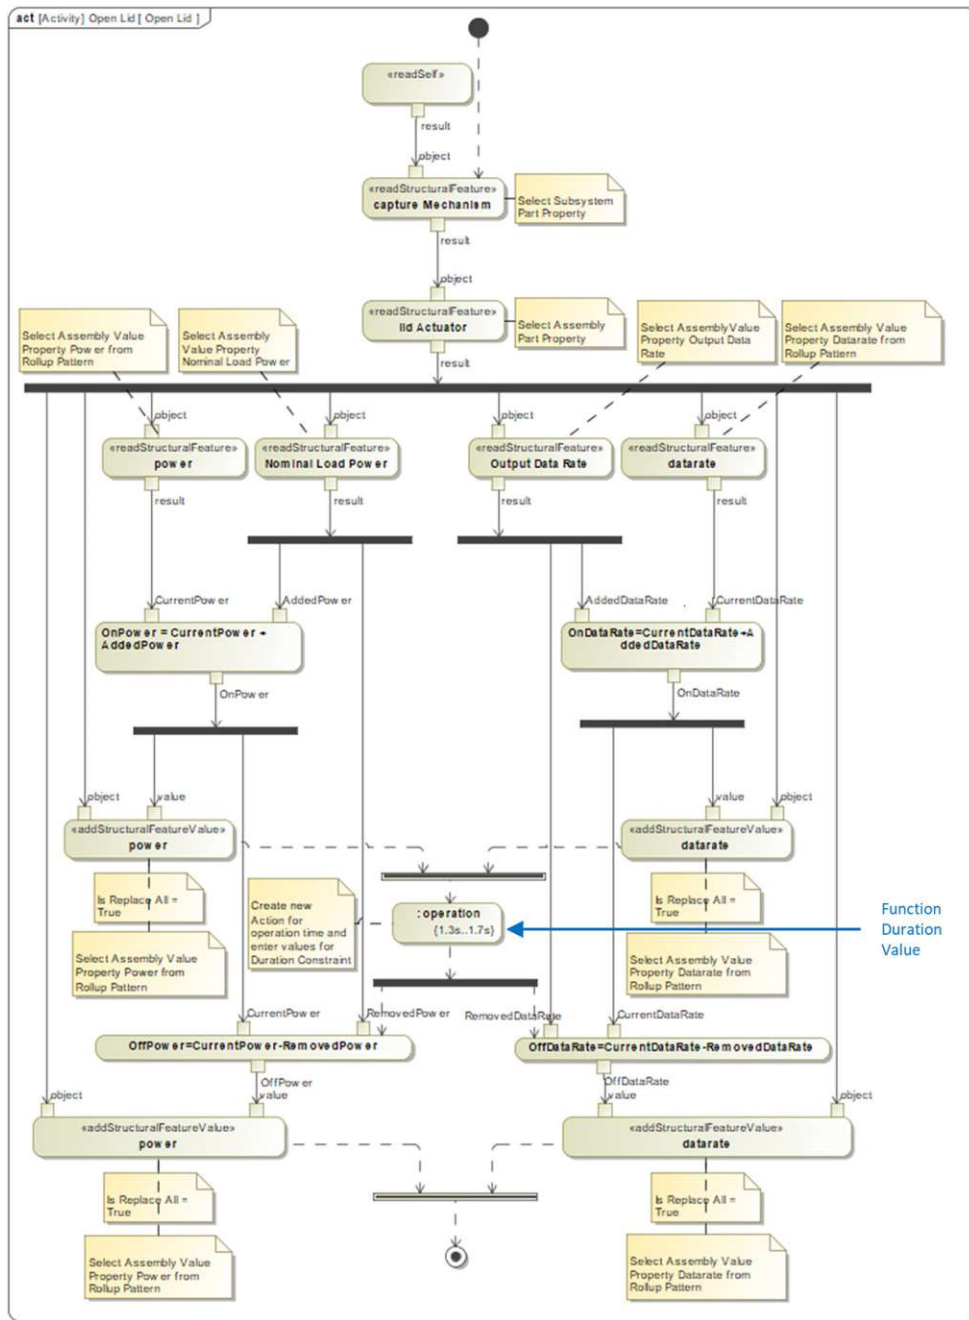 act [Activity] Open Lid [ Open Lid ]
«readSelf»
result
object
«readStructuralFeature»
capture Mechanism
Select Subsystem
Part Property
result
object
«readStructuralFeature»
lid Actuator
Select Assembly
Part Property
result
Select Assembly Value
Property Power from
Rollup Pattern
Select Assembly
Value Property
Nominal Load Power
Select AssemblyValue
Property Output Data
Rate
Select Assembly Value
Property Datarate from
Rollup Pattern
object
object
object
object
«readStructuralFeature»
power
«readStructuralFeature»
Nominal Load Power
«readStructuralFeature»
Output Data Rate
«readStructuralFeature»
datarate
result
result
result
result
CurrentPower
AddedPower
AddedDataRate
CurrentDataRate
OnPower = CurrentPower +
AddedPower
OnDataRate=CurrentDataRate+A
ddedDataRate
OnPower
OnDataRate
object
value
value
object
«addStructuralFeatureValue»
power
«addStructuralFeatureValue»
datarate
Is Replace All =
True
Select Assembly Value
Property Power from
Rollup Pattern
Create new
Action for
operation time and
enter values for
Duration Constraint
: operation
{1.3s..1.7s}
Is Replace All =
True
Select Assembly Value
Property Datarate from
Rollup Pattern
Function
Duration
Value
CurrentPower
RemovedPower
RemovedDataRate
CurrentDataRate
OffPower=CurrentPower-RemovedPower
OffDataRate=CurrentDataRate-RemovedDataRate
OffPower
OffDataRate
object
value
value
object
«addStructuralFeatureValue»
power
«addStructuralFeatureValue»
datarate
Is Replace All =
True
Select Assembly Value
Property Power from
Rollup Pattern
Is Replace All =
True
Select Assembly Value
Property Datarate from
Rollup Pattern